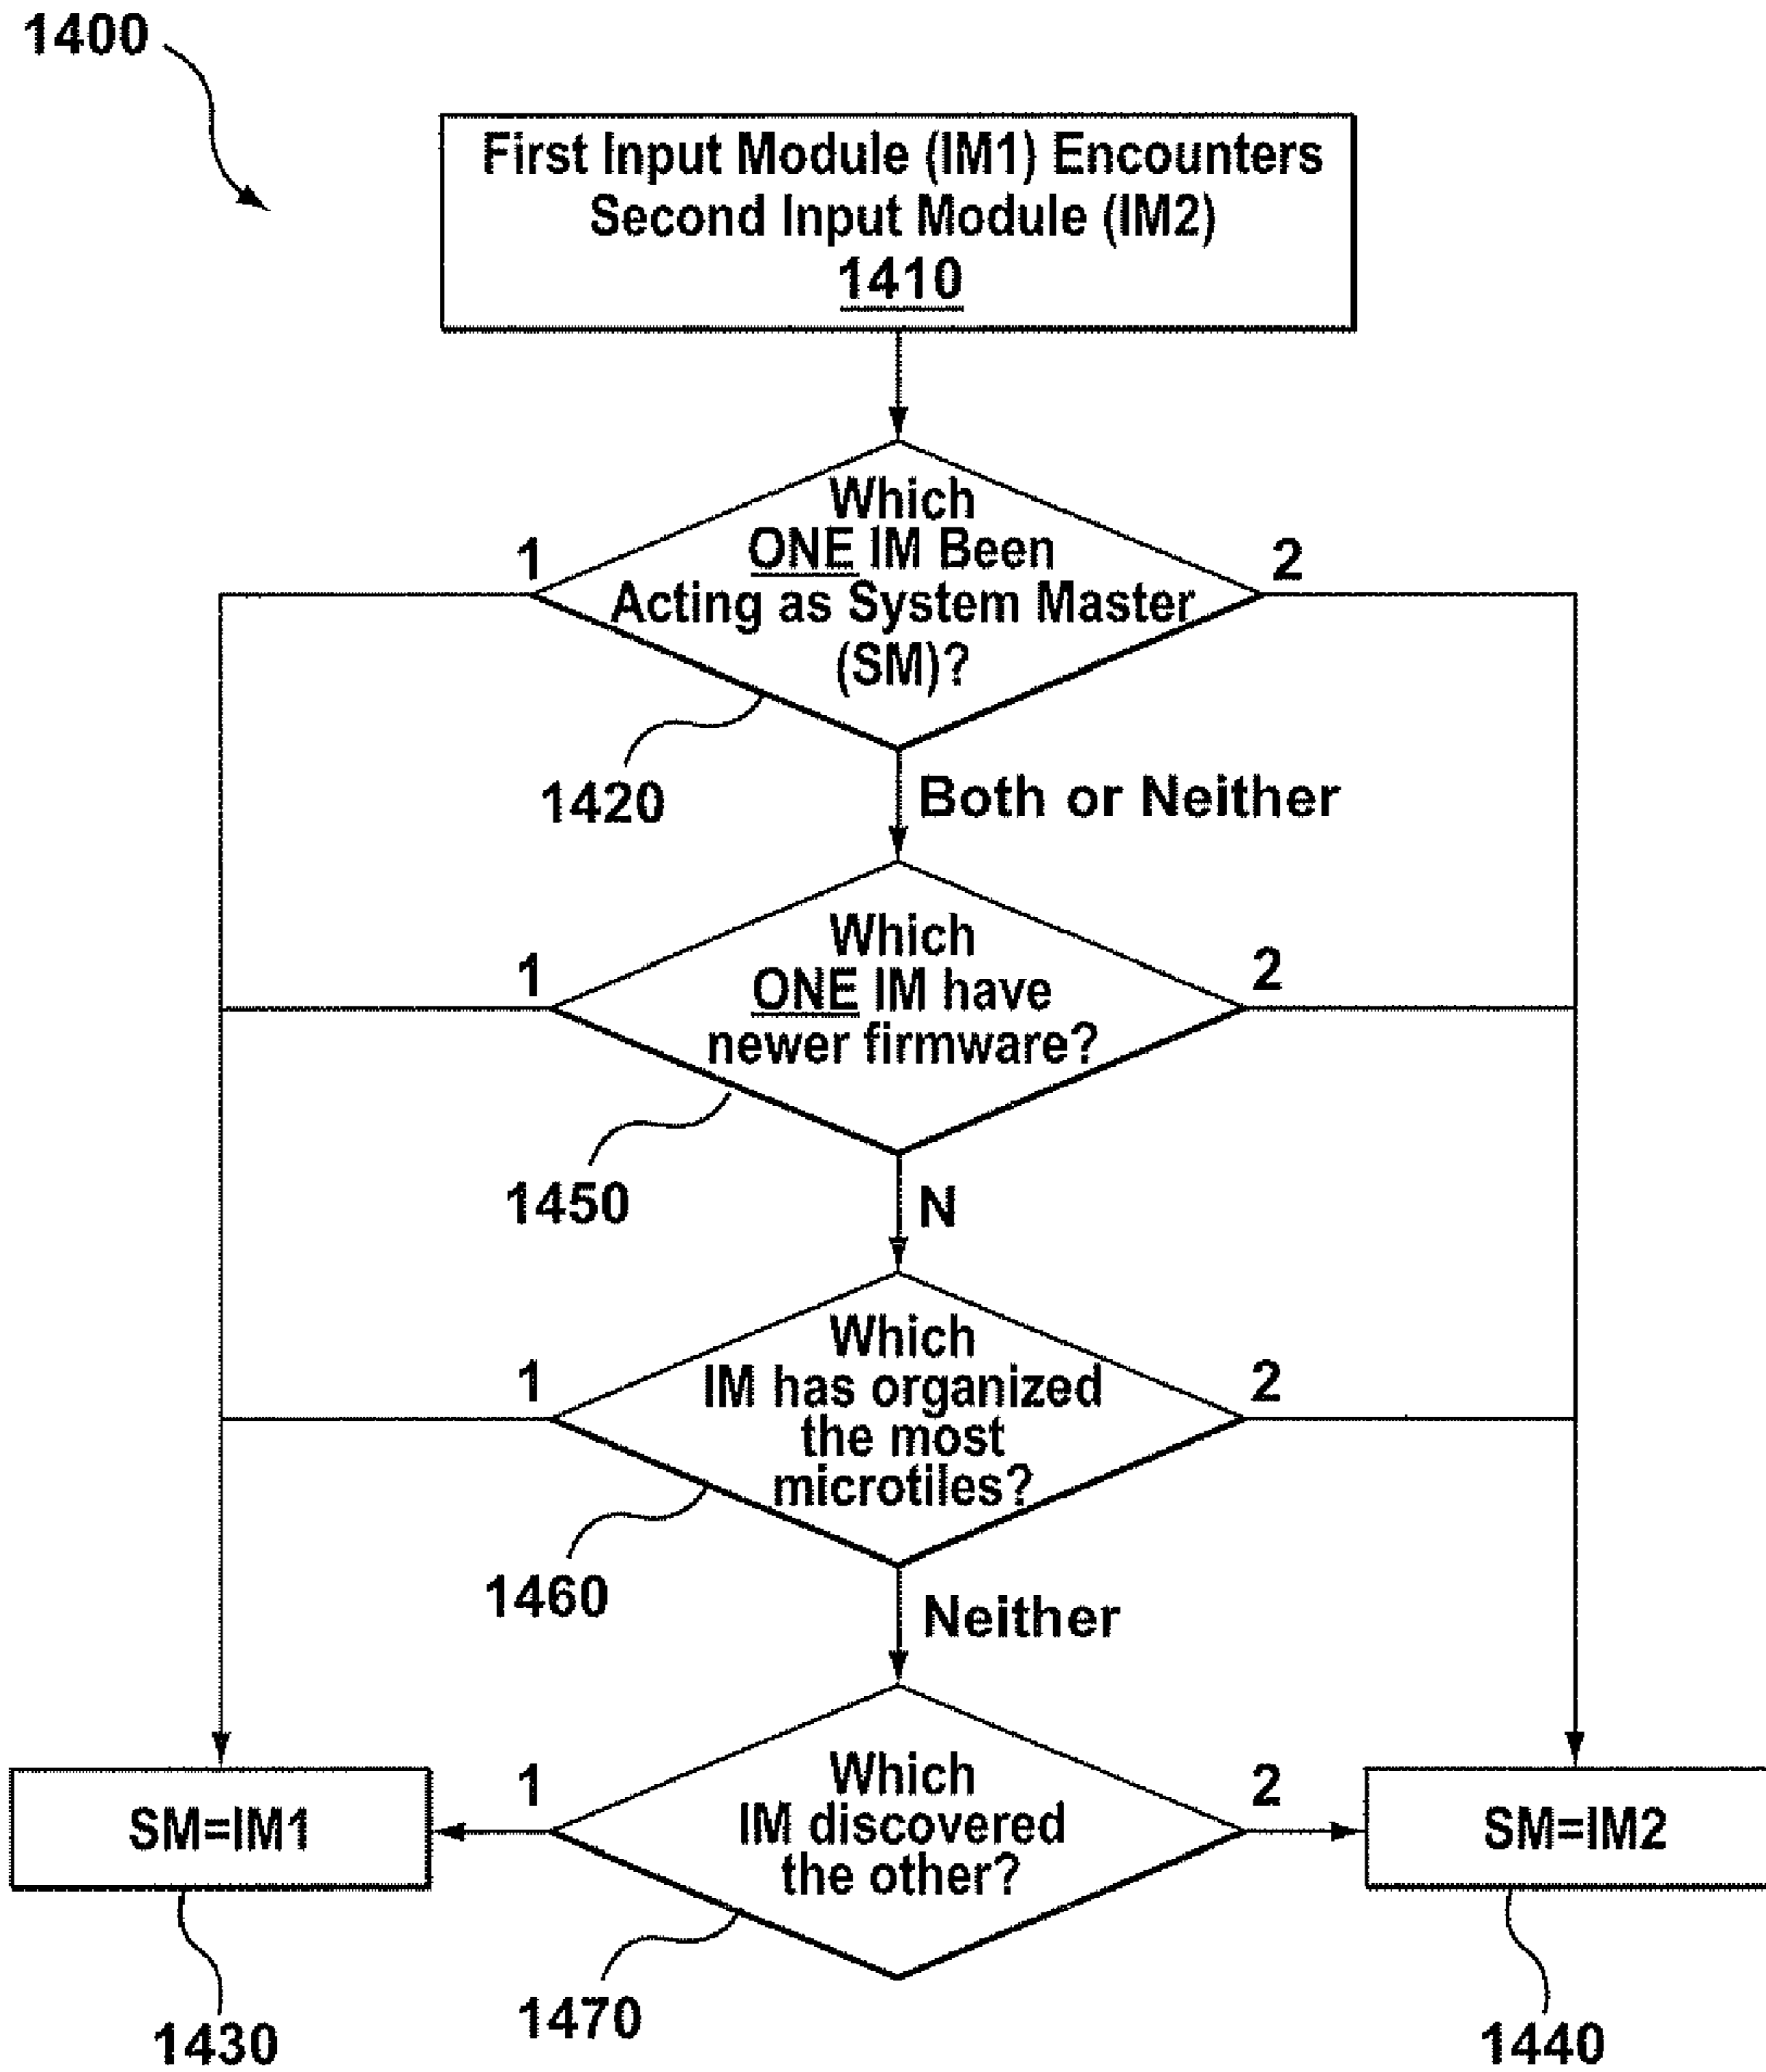 1400
First Input Module (IM1) Encounters
Second Input Module (IM2)
1410
Which
ONE IM Been
Acting as System Master
(SM)?
1
2
1420
Both or Neither
Which
ONE IM have
newer firmware?
1
2
1450
N
Which
IM has organized
the most
microtiles?
1
2
1460
Neither
Which
IM discovered
the other?
1
2
SM=IM1
SM=IM2
1430
1470
1440